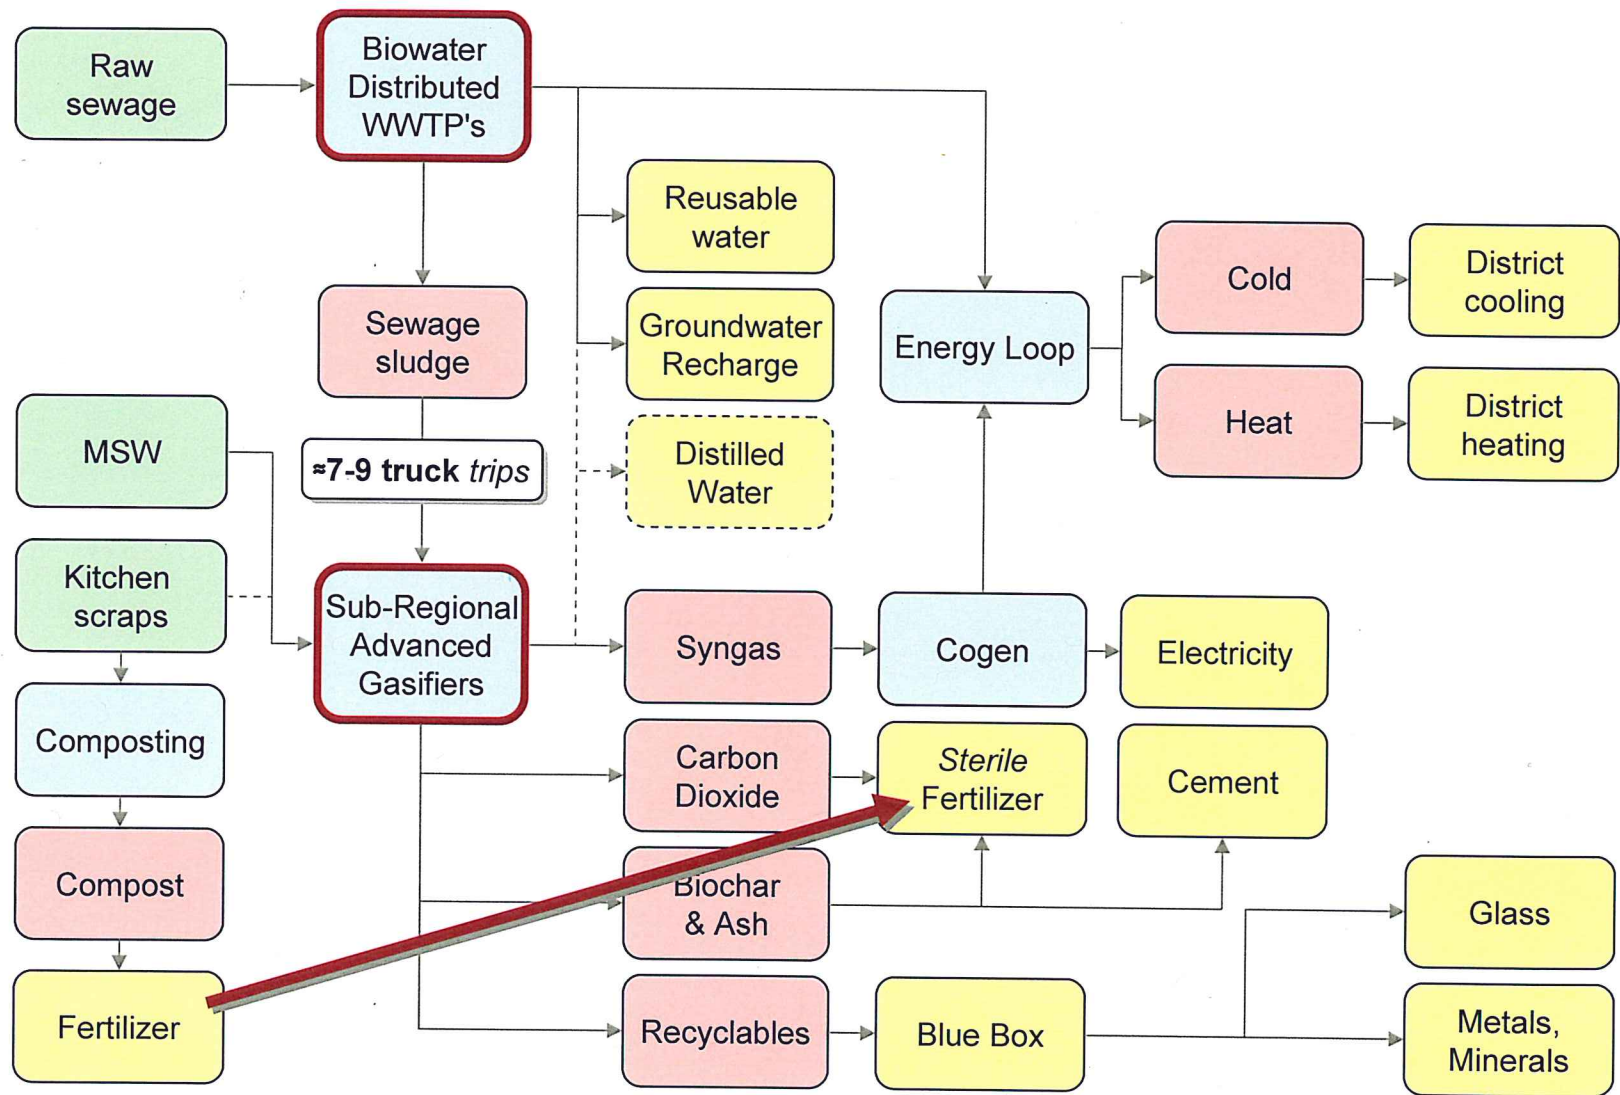 Raw
sewage
Biowater
Distributed
WWTP's
Reusable
water
Cold
District
cooling
Sewage
sludge
Groundwater
Recharge
Energy Loop
MSW
≈7-9 truck trips
Distilled
Water
Heat
District
heating
Kitchen
scraps
Sub-Regional
Advanced
Gasifiers
Syngas
Cogen
Electricity
Composting
Carbon
Dioxide
Sterile
Fertilizer
Cement
Compost
Biochar
& Ash
Glass
Fertilizer
Recyclables
Blue Box
Metals,
Minerals